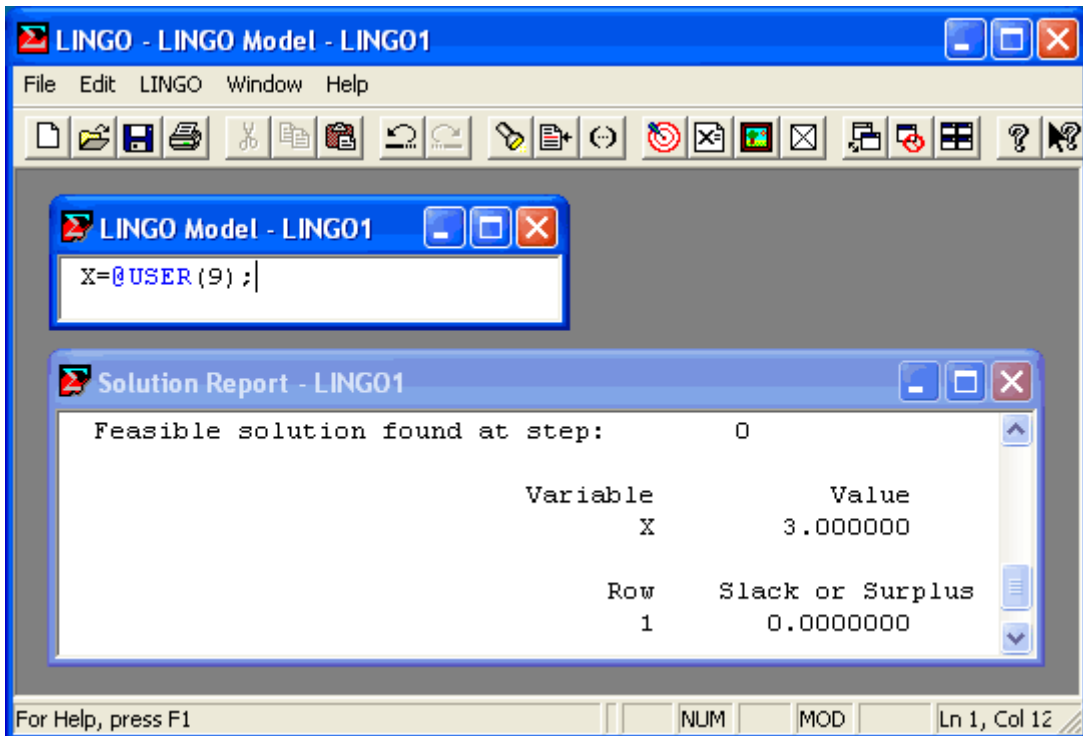 LINGO - LINGO Model - LINGO1
File Edit LINGO Window Help
LINGO Model - LINGO1
X=@USER(9);
Solution Report - LINGO1
Feasible solution found at step: 0
Variable Value
X 3.000000
Row Slack or Surplus
1 0.0000000
For Help, press F1 NUM MOD Ln 1, Col 12